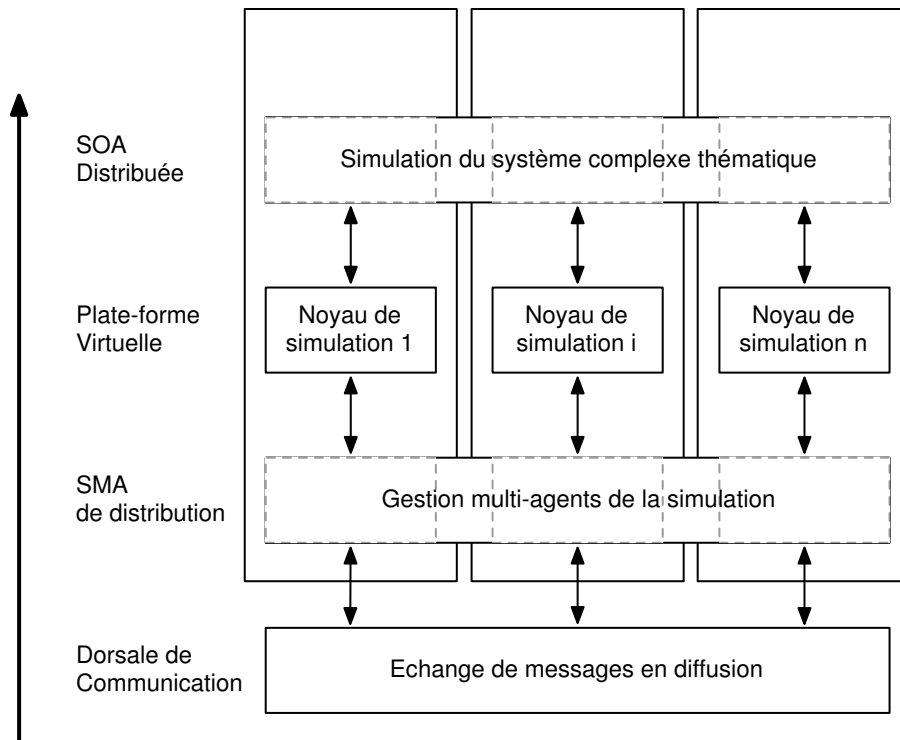 SOA
Distribuée
Simulation du système complexe thématique
Plate-forme
Virtuelle
Noyau de
simulation 1
Noyau de
simulation i
Noyau de
simulation n
SMA
de distribution
Gestion multi-agents de la simulation
Dorsale de
Communication
Echange de messages en diffusion